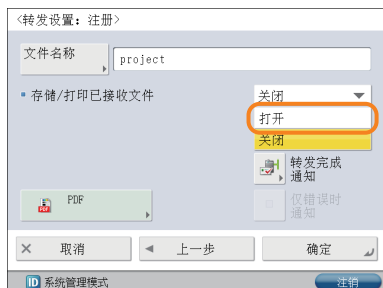 <转发设置：注册>
文件名称
project
存储/打印已接收文件
关闭
打开
关闭
转发完成
通知
PDF
PDF
仅错误时
通知
取消
上一步
确定
ID 系统管理模式
注销